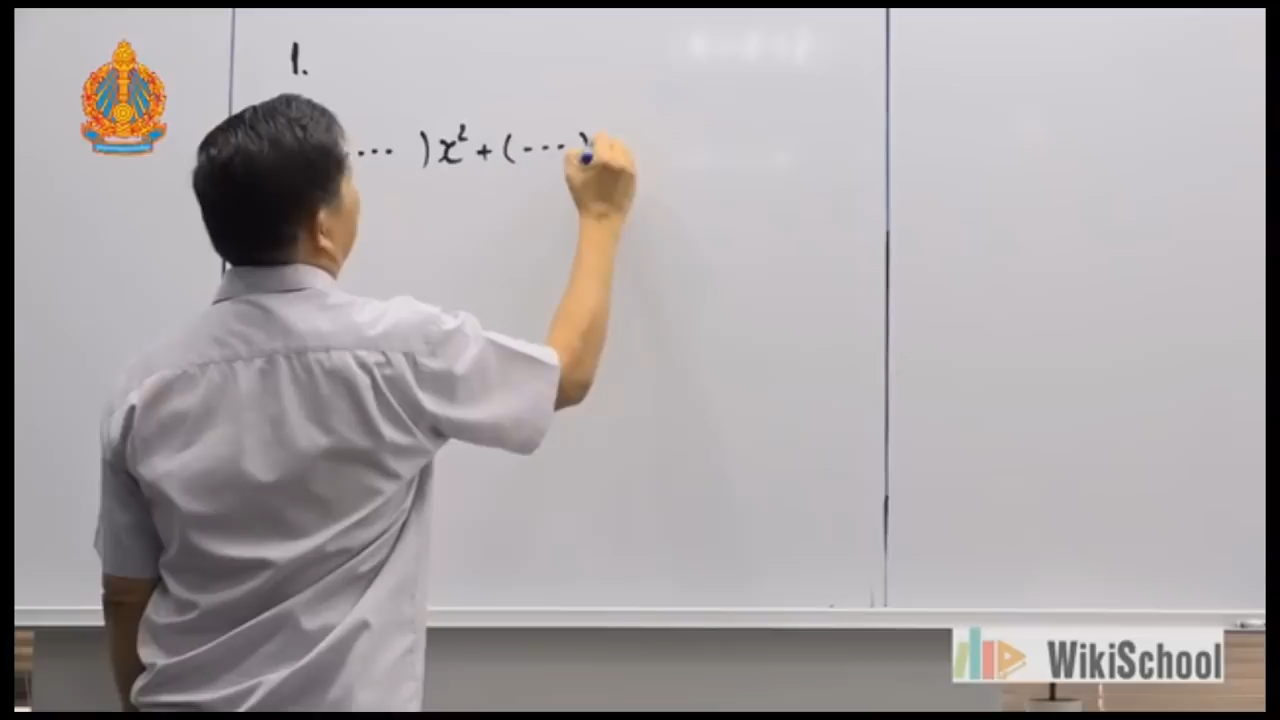 1.
... ) x² + ( ... )
WikiSchool